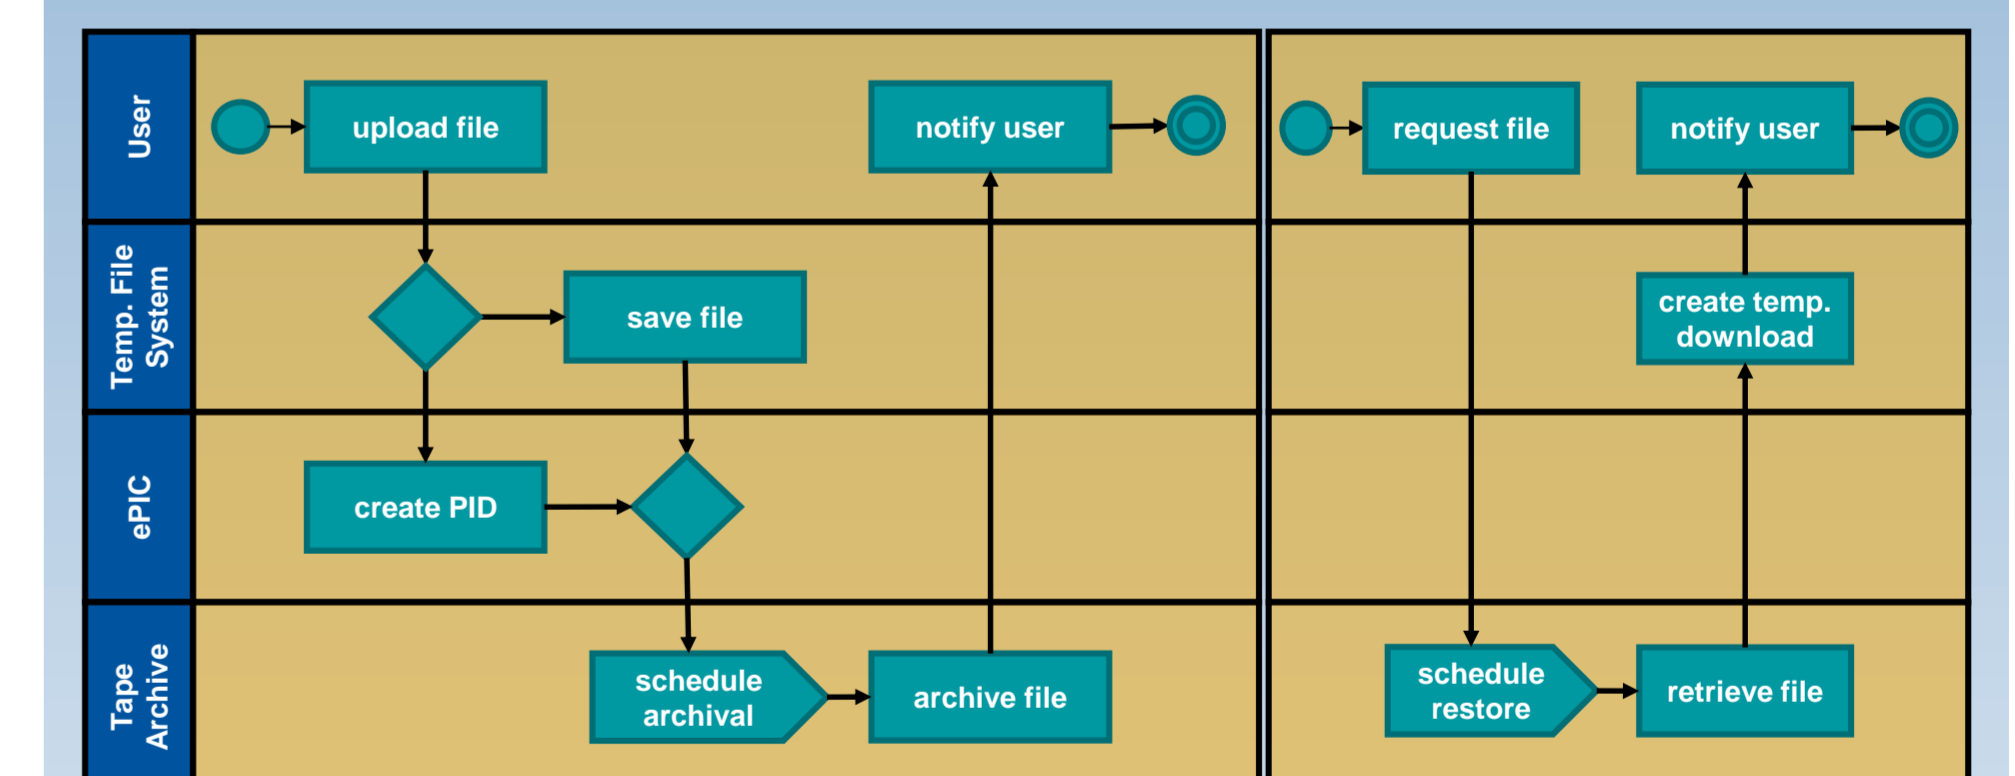 User
upload file
notify user
request file
notify user
Temp. File
System
save file
create temp.
download
ePIC
create PID
Tape
Archive
schedule
archival
archive file
schedule
restore
retrieve file